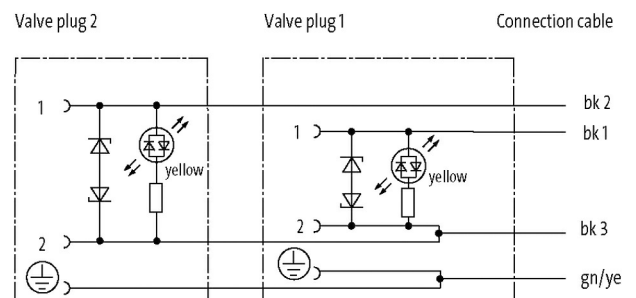 Valve plug 2
Valve plug 1
Connection cable
1
bk 2
1
bk 1
yellow
yellow
2
2
bk 3
gn/ye